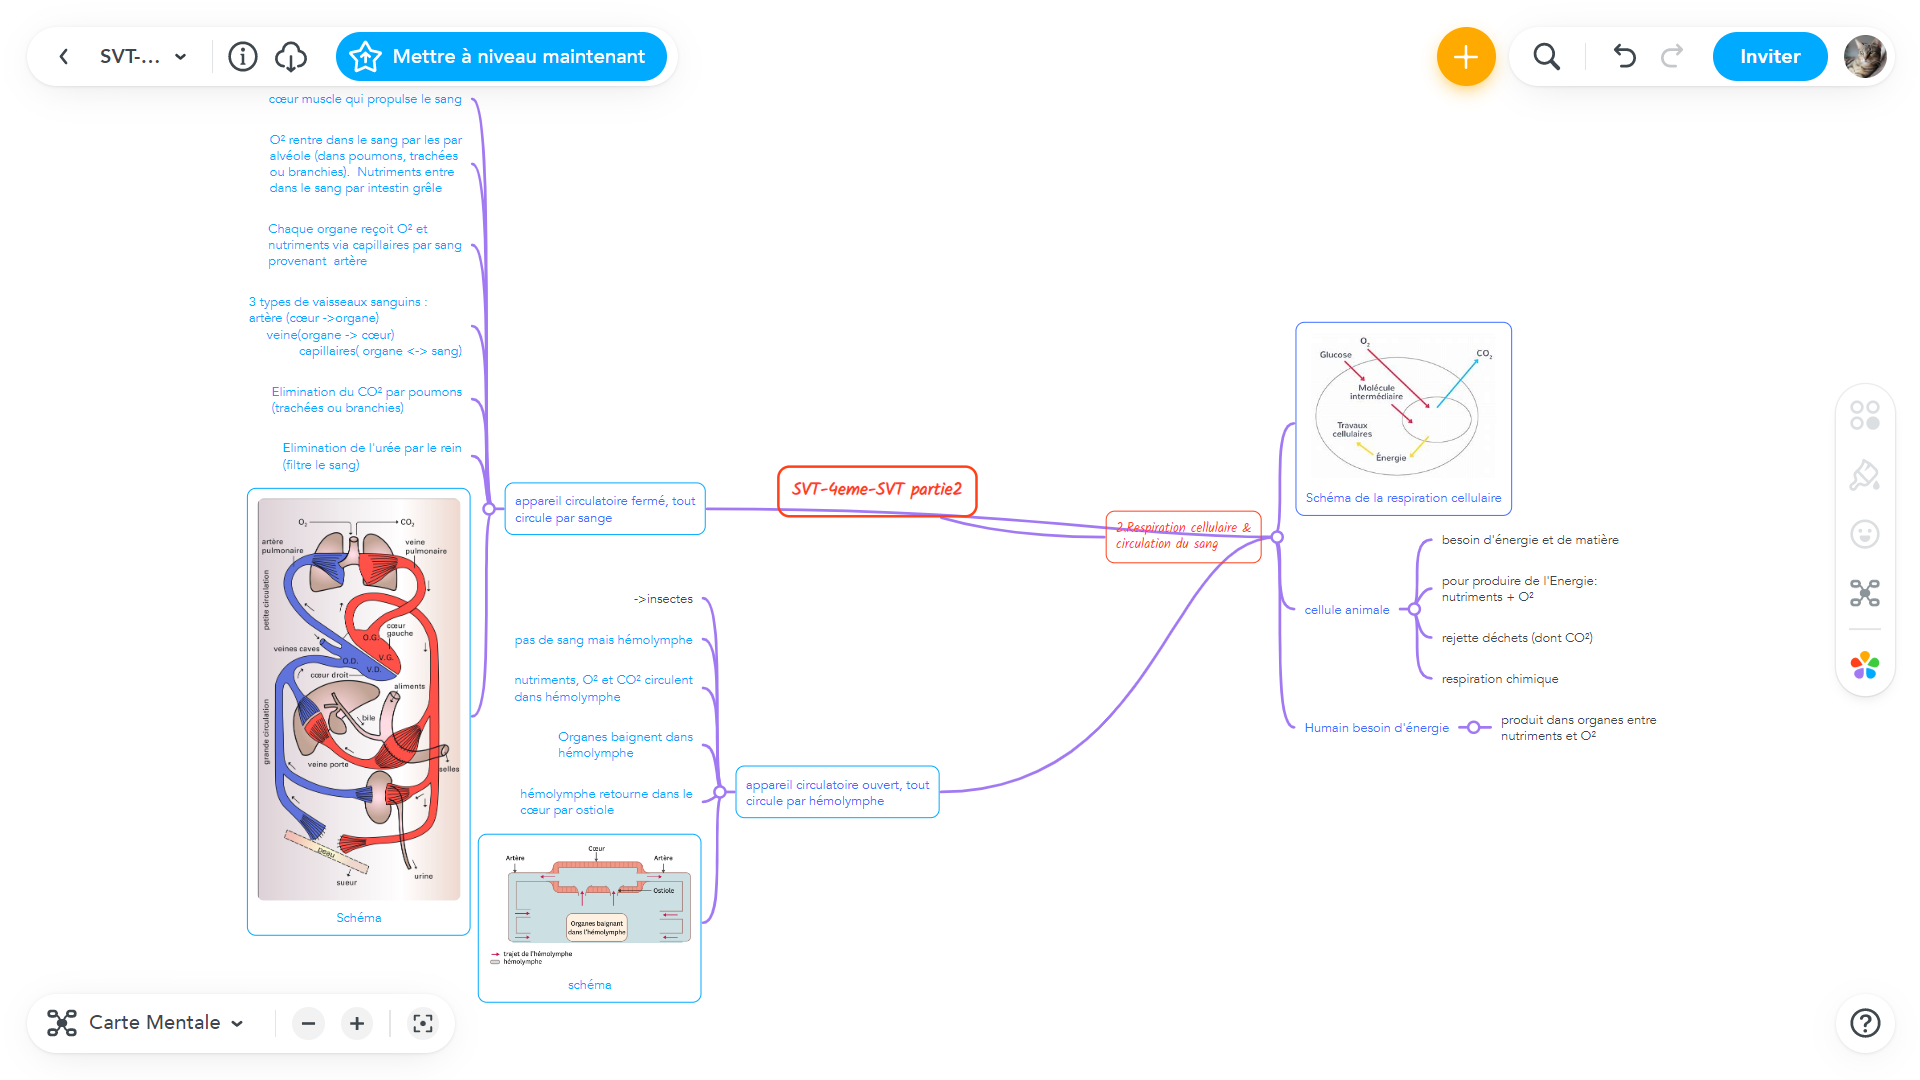 SVT-...
Mettre à niveau maintenant
Inviter
cœur muscle qui propulse le sang
O² rentre dans le sang par les par
alvéole (dans poumons, trachées
ou branchies).  Nutriments entre
dans le sang par intestin grêle
Chaque organe reçoit O² et
nutriments via capillaires par sang
provenant  artère
3 types de vaisseaux sanguins :
artère (cœur ->organe)
veine(organe -> cœur)
capillaires( organe <-> sang)
Elimination du CO² par poumons
(trachées ou branchies)
Elimination de l'urée par le rein
(filtre le sang)
O₂
CO₂
artère
pulmonaire
veine
pulmonaire
petite circulation
cœur
gauche
O.G.
veines caves
V.G.
O.D.
V.D.
cœur droit
aliments
bile
grande circulation
veine porte
selles
peau
sueur
urine
Schéma
appareil circulatoire fermé, tout
circule par sange
SVT-4eme-SVT partie2
2.Respiration cellulaire &
circulation du sang
->insectes
pas de sang mais hémolymphe
nutriments, O² et CO² circulent
dans hémolymphe
Organes baignent dans
hémolymphe
hémolymphe retourne dans le
cœur par ostiole
Cœur
Artère
Artère
Ostiole
Organes baignant
dans l'hémolymphe
trajet de l'hémolymphe
hémolymphe
schéma
appareil circulatoire ouvert, tout
circule par hémolymphe
O₂
Glucose
CO₂
Molécule
intermédiaire
Travaux
cellulaires
Énergie
Schéma de la respiration cellulaire
besoin d'énergie et de matière
pour produire de l'Energie:
nutriments + O²
cellule animale
rejette déchets (dont CO²)
respiration chimique
Humain besoin d'énergie
produit dans organes entre
nutriments et O²
Carte Mentale